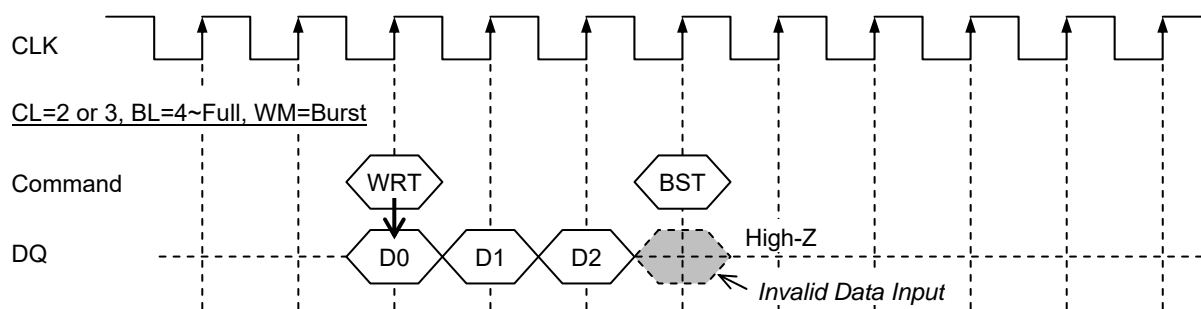 CLK
CL=2 or 3, BL=4~Full, WM=Burst
Command WRT BST
High-Z
DQ D0 D1 D2
Invalid Data Input